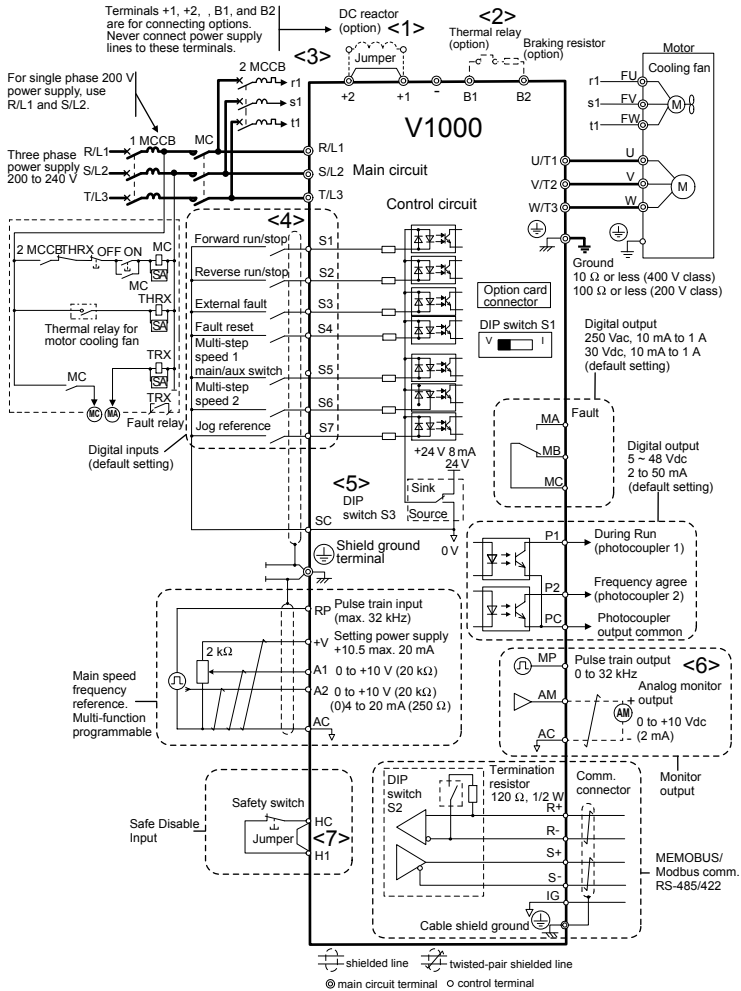 Terminals +1, +2, , B1, and B2
are for connecting options.
Never connect power supply
lines to these terminals.
DC reactor
(option)
<1>
Jumper
<2>
Thermal relay
(option)
Braking resistor
(option)
<3>
2 MCCB
r1
s1
t1
+2
+1
-
B1
B2
Motor
Cooling fan
r1
FU
s1
FV
t1
FW
M
For single phase 200 V
power supply, use
R/L1 and S/L2.
V1000
1 MCCB
MC
R/L1
R/L1
Three phase
power supply
200 to 240 V
S/L2
S/L2
T/L3
T/L3
Main circuit
Control circuit
U/T1
U
V/T2
V
W/T3
W
M
Ground
10 Ω or less (400 V class)
100 Ω or less (200 V class)
<4>
Forward run/stop
S1
Reverse run/stop
S2
External fault
S3
Fault reset
S4
Multi-step
speed 1
main/aux switch
S5
Multi-step
speed 2
S6
Jog reference
S7
2 MCCB
THRX
OFF
ON
MC
SA
MC
THRX
SA
Thermal relay for
motor cooling fan
TRX
SA
MC
TRX
MC
MA
Fault relay
Digital inputs
(default setting)
Option card
connector
DIP switch S1
V
I
Digital output
250 Vac, 10 mA to 1 A
30 Vdc, 10 mA to 1 A
(default setting)
Fault
MA
MB
MC
Digital output
5 ~ 48 Vdc
2 to 50 mA
(default setting)
+24 V 8 mA
24 V
<5>
DIP
switch S3
Sink
Source
SC
0 V
Shield ground
terminal
P1
During Run
(photocoupler 1)
P2
Frequency agree
(photocoupler 2)
PC
Photocoupler
output common
RP
Pulse train input
(max. 32 kHz)
+V
Setting power supply
+10.5 max. 20 mA
2 kΩ
A1
0 to +10 V (20 kΩ)
A2
0 to +10 V (20 kΩ)
(0)4 to 20 mA (250 Ω)
AC
Main speed
frequency
reference.
Multi-function
programmable
MP
Pulse train output
0 to 32 kHz
<6>
AM
Analog monitor
+ output
AM
0 to +10 Vdc
(2 mA)
AC
-
Monitor
output
Safe Disable
Input
Safety switch
Jumper
HC
H1
<7>
DIP
switch
S2
Termination
resistor
120 Ω, 1/2 W
Comm.
connector
R+
R-
S+
S-
IG
Cable shield ground
MEMOBUS/
Modbus comm.
RS-485/422
shielded line
twisted-pair shielded line
main circuit terminal
control terminal